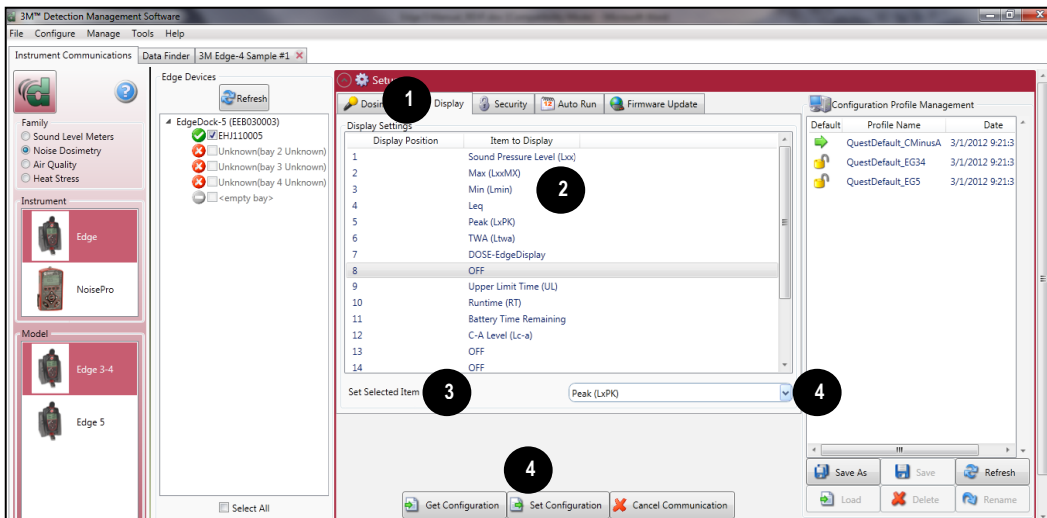 3M™ Detection Management Software
File Configure Manage Tools Help
Instrument Communications Data Finder 3M Edge-4 Sample #1
Family
Sound Level Meters
Noise Dosimetry
Air Quality
Heat Stress
Instrument
Edge
NoisePro
Model
Edge 3-4
Edge 5
Edge Devices
Refresh
EdgeDock-5 (EEB030003)
EHJ110005
Unknown(bay 2 Unknown)
Unknown(bay 3 Unknown)
Unknown(bay 4 Unknown)
<empty bay>
Select All
1
Display Security 12 Auto Run Firmware Update
Display Settings
Display Position Item to Display
1 Sound Pressure Level (Lxx)
2 Max (LxxMX)
3 Min (Lmin)
2
4 Leq
5 Peak (LxPK)
6 TWA (Ltwa)
7 DOSE-EdgeDisplay
8 OFF
9 Upper Limit Time (UL)
10 Runtime (RT)
11 Battery Time Remaining
12 C-A Level (Lc-a)
13 OFF
14 OFF
Set Selected Item 3 Peak (LxPK) 4
4
Get Configuration Set Configuration Cancel Communication
Configuration Profile Management
Default Profile Name Date
QuestDefault_CMinusA 3/1/2012 9:21:3
QuestDefault_EG34 3/1/2012 9:21:3
QuestDefault_EG5 3/1/2012 9:21:3
Save As Save Refresh
Load Delete Rename